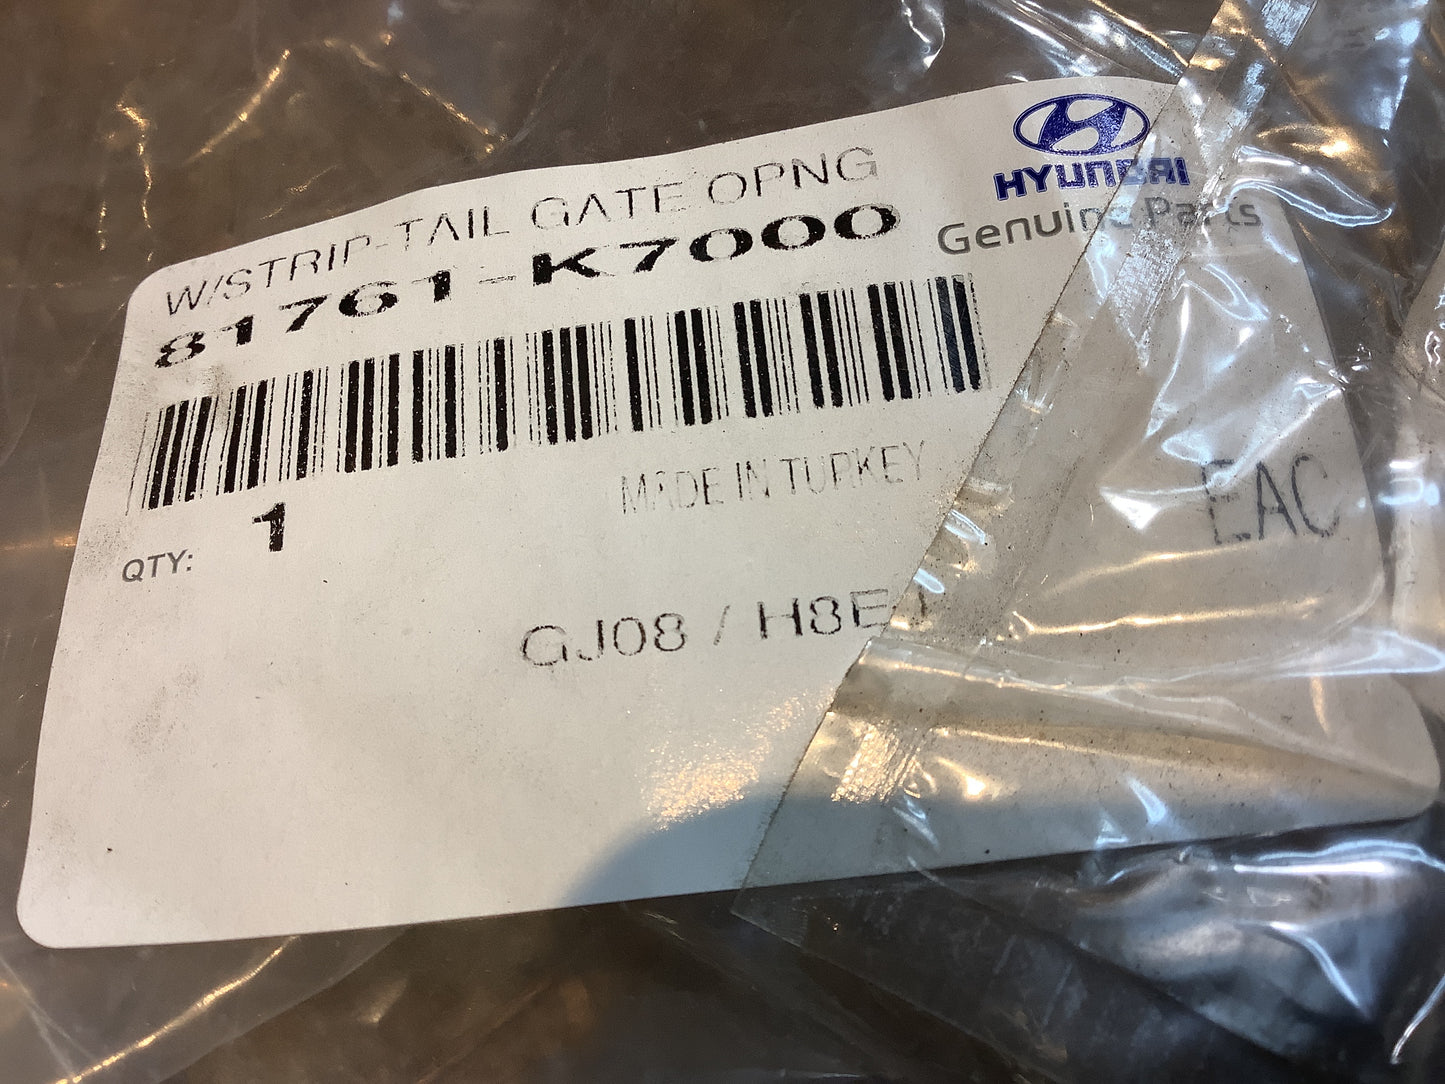 HYUNDAI
Genuine Parts
W/STRIP-TAIL GATE OPNG
81761-K7000
MADE IN TURKEY
EAC
QTY: 1
GJ08 / H8E